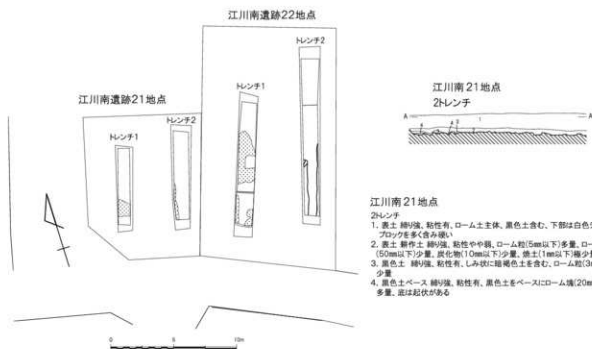 江川南遺跡22地点
トレンチ2
トレンチ1
江川南遺跡21地点
トレンチ1
トレンチ2
0 5 10m
江川南21地点
2トレンチ
A A
1
江川南21地点
2トレンチ
1. 表土 締り強、粘性有、ローム土主体、黒色土含む、下部は白色
ブロックを多く含み硬い
2. 表土 耕作土 締り強、粘性やや弱、ローム粒(5mm以下)多量、ロー
(50mm以下)少量、炭化物(10mm以下)少量、焼土(1mm以下)極少量
3. 黒色土 締り強、粘性有、しみ状に暗褐色土を含む、ローム粒(3m
少量
4. 黒色土ベース 締り強、粘性有、黒色土をベースにローム塊(20mm
多量、底は起伏がある